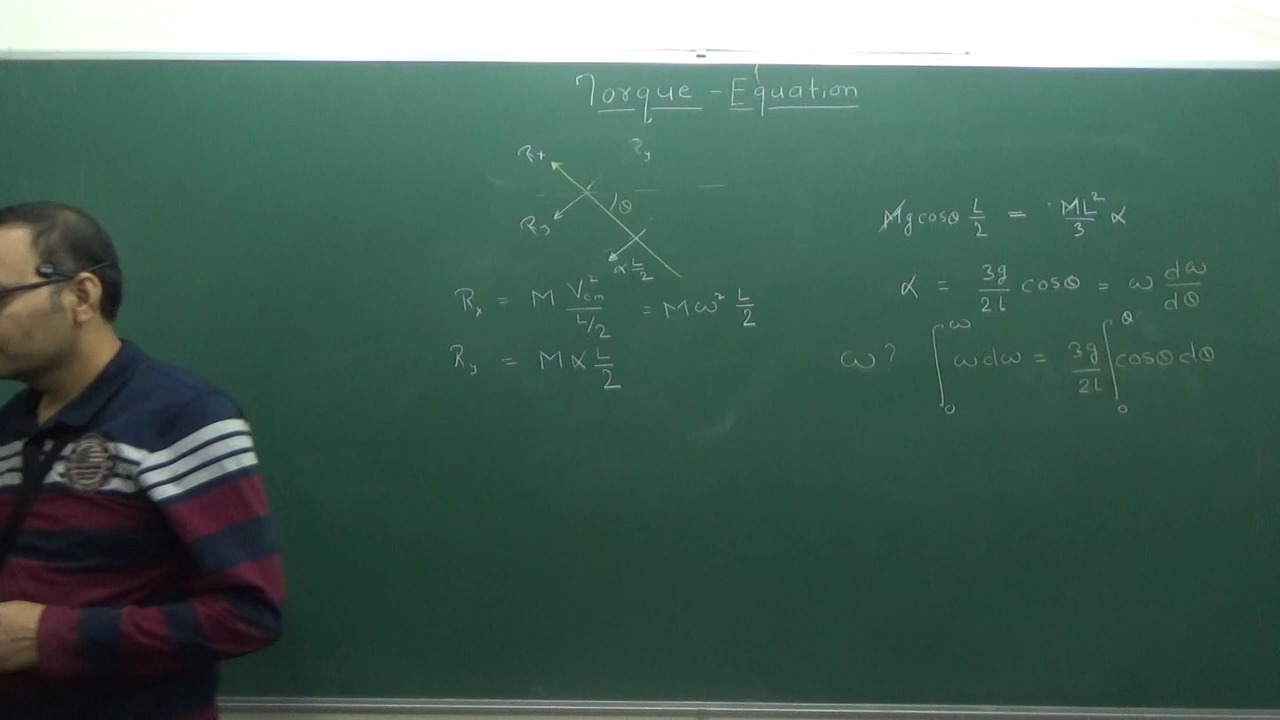 Torque - Equation
Rx
Ry
θ
Ry
α L/2
Rx = M Vcm²/(L/2) = Mω² L/2
Ry = Mα L/2
Mg cosθ L/2 = ML²/3 α
α = 3g/2L cosθ = ω dω/dθ
ω? ∫₀^ω ω dω = 3g/2L ∫₀^θ cosθ dθ